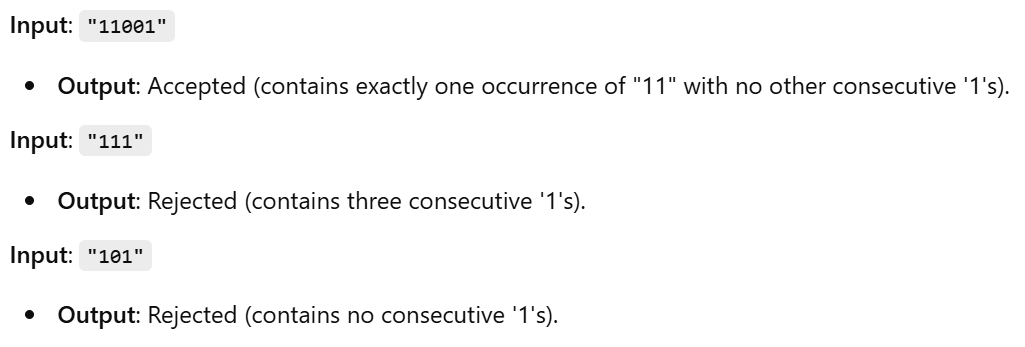 Input: "11001"
• Output: Accepted (contains exactly one occurrence of "11" with no other consecutive '1's).
Input: "111"
• Output: Rejected (contains three consecutive '1's).
Input: "101"
• Output: Rejected (contains no consecutive '1's).